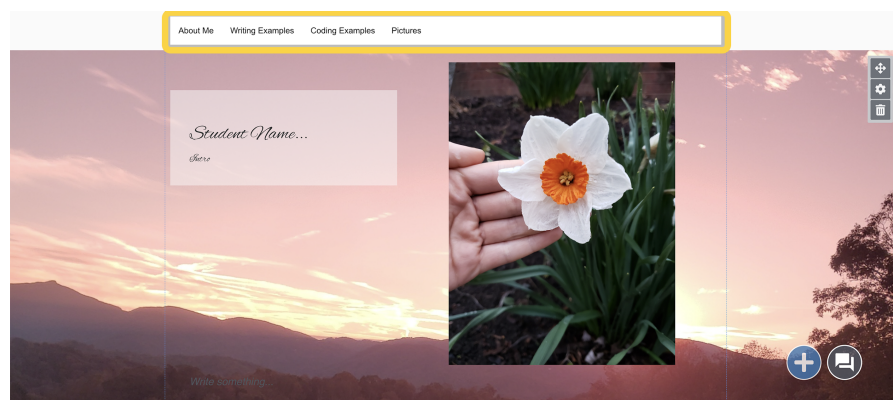 About Me Writing Examples Coding Examples Pictures
Student Name...
Intro
Write something...